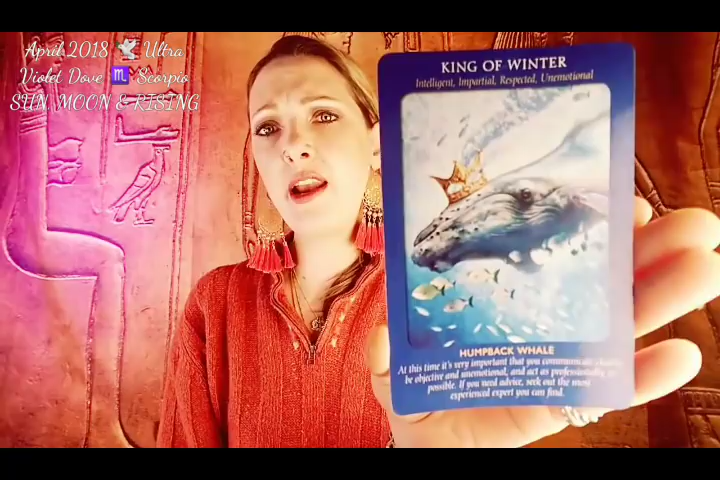 April 2018 🕊 Ultra
Violet Dove ♏ Scorpio
SUN, MOON & RISING
KING OF WINTER
Intelligent, Impartial, Respected, Unemotional
HUMPBACK WHALE
At this time it's very important that you communicate
be objective and unemotional, and act as professionally as
possible. If you need advice, seek out the most
experienced expert you can find.